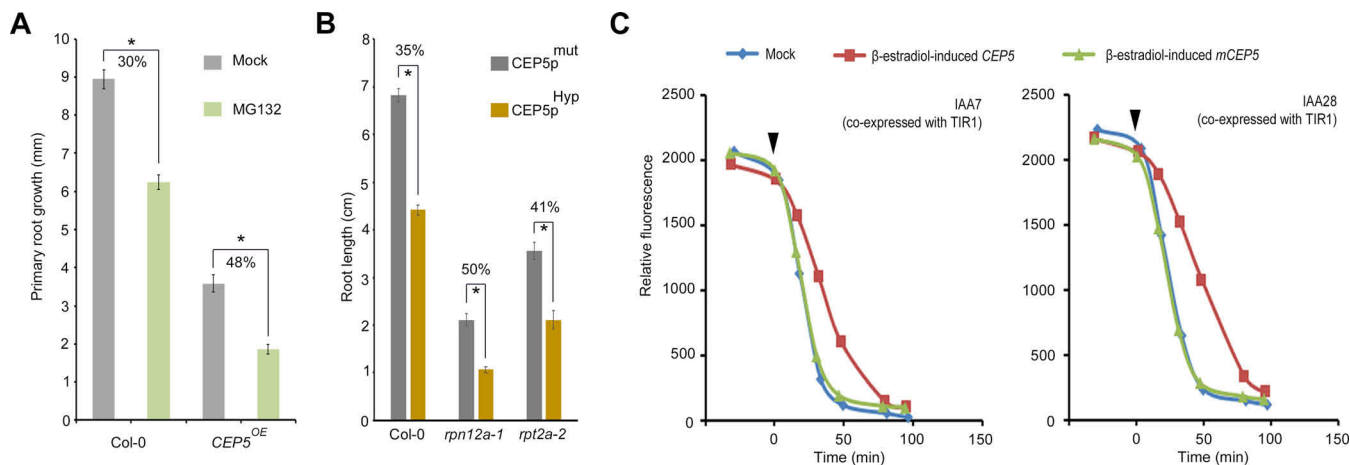 A
Primary root growth (mm)
10
9
8
7
6
5
4
3
2
1
0
*
30%
*
48%
Mock
MG132
Col-0
CEP5OE
B
Root length (cm)
8
7
6
5
4
3
2
1
0
35%
*
50%
*
41%
*
CEP5pmut
CEP5pHyp
Col-0
rpn12a-1
rpt2a-2
C
Mock
β-estradiol-induced CEP5
β-estradiol-induced mCEP5
Relative fluorescence
2500
2000
1500
1000
500
0
IAA7
(co-expressed with TIR1)
0
50
100
150
Time (min)
2500
2000
1500
1000
500
0
IAA28
(co-expressed with TIR1)
0
50
100
150
Time (min)